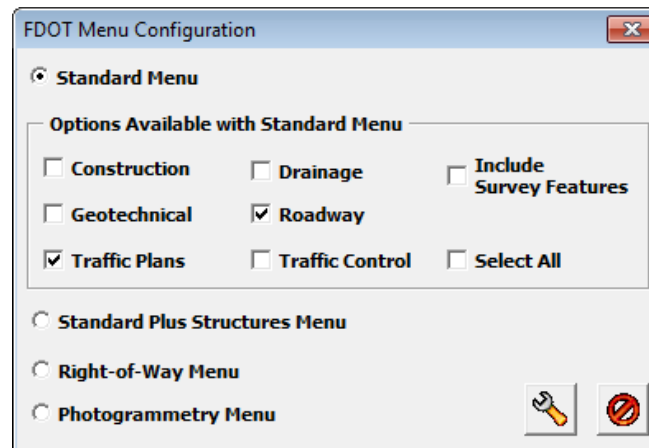 FDOT Menu Configuration
Standard Menu
Options Available with Standard Menu
Construction
Drainage
Include
Survey Features
Geotechnical
Roadway
Traffic Plans
Traffic Control
Select All
Standard Plus Structures Menu
Right-of-Way Menu
Photogrammetry Menu